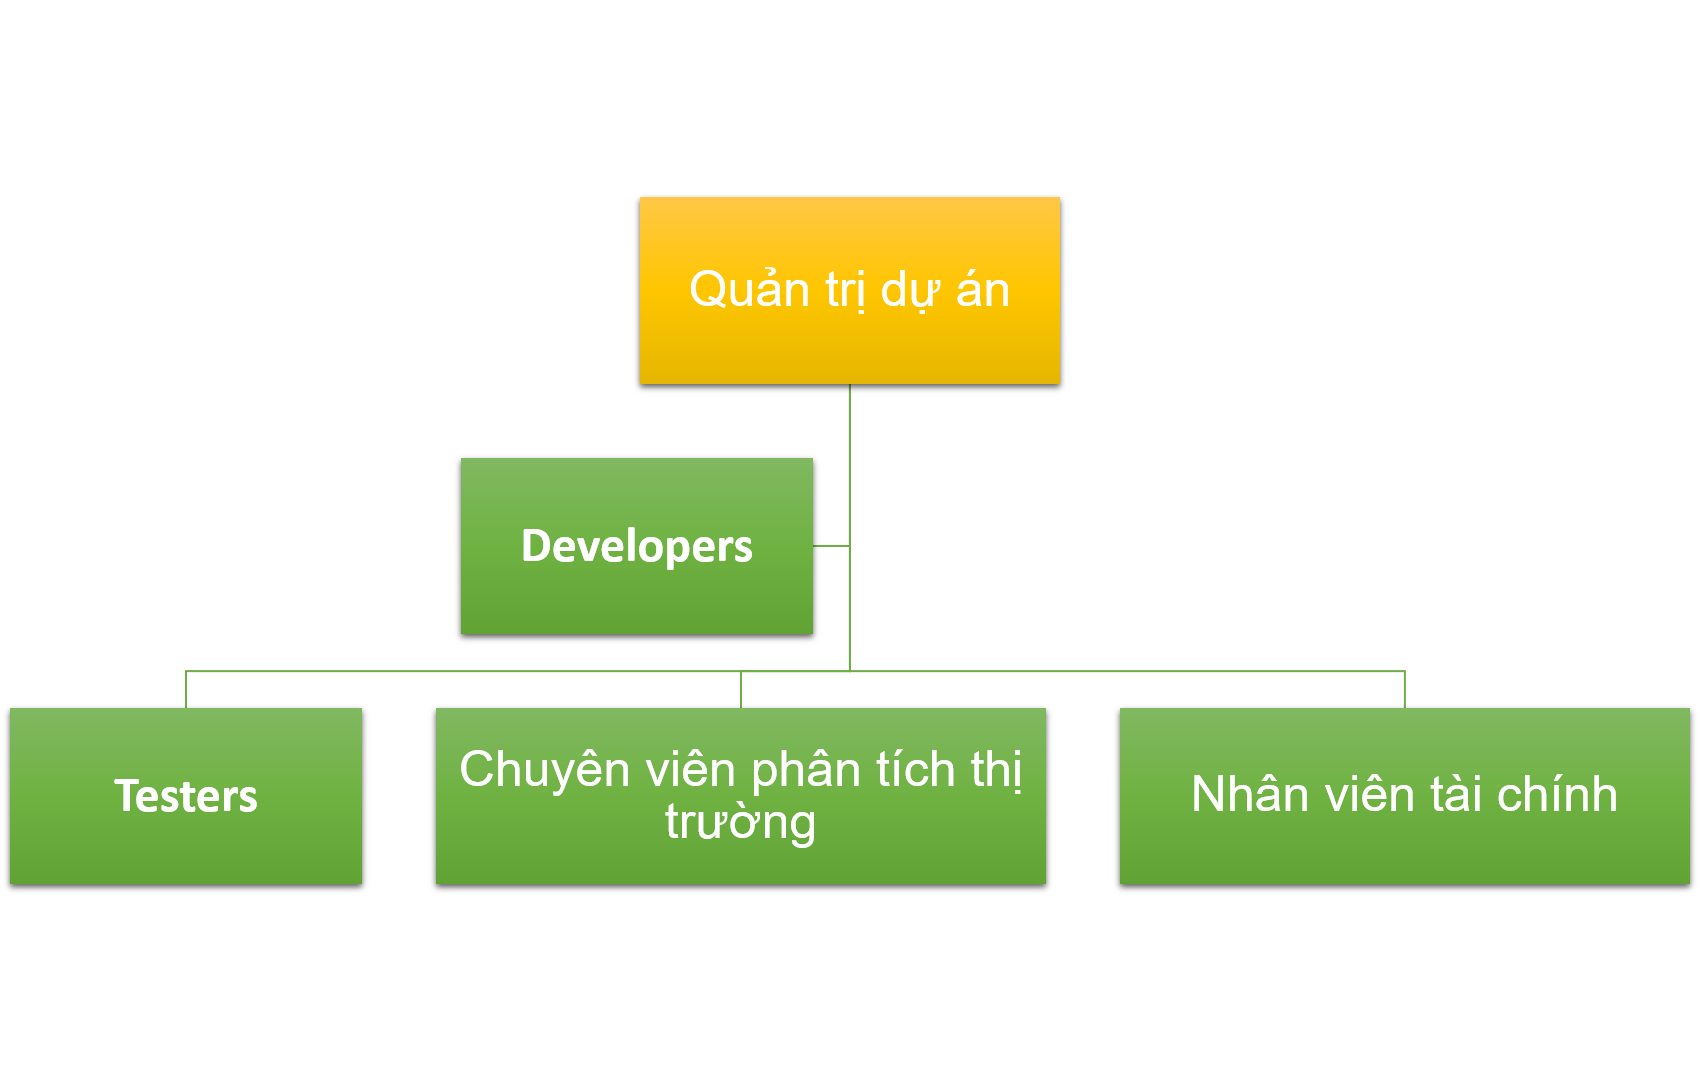 Quản trị dự án
Developers
Testers
Chuyên viên phân tích thị
trường
Nhân viên tài chính